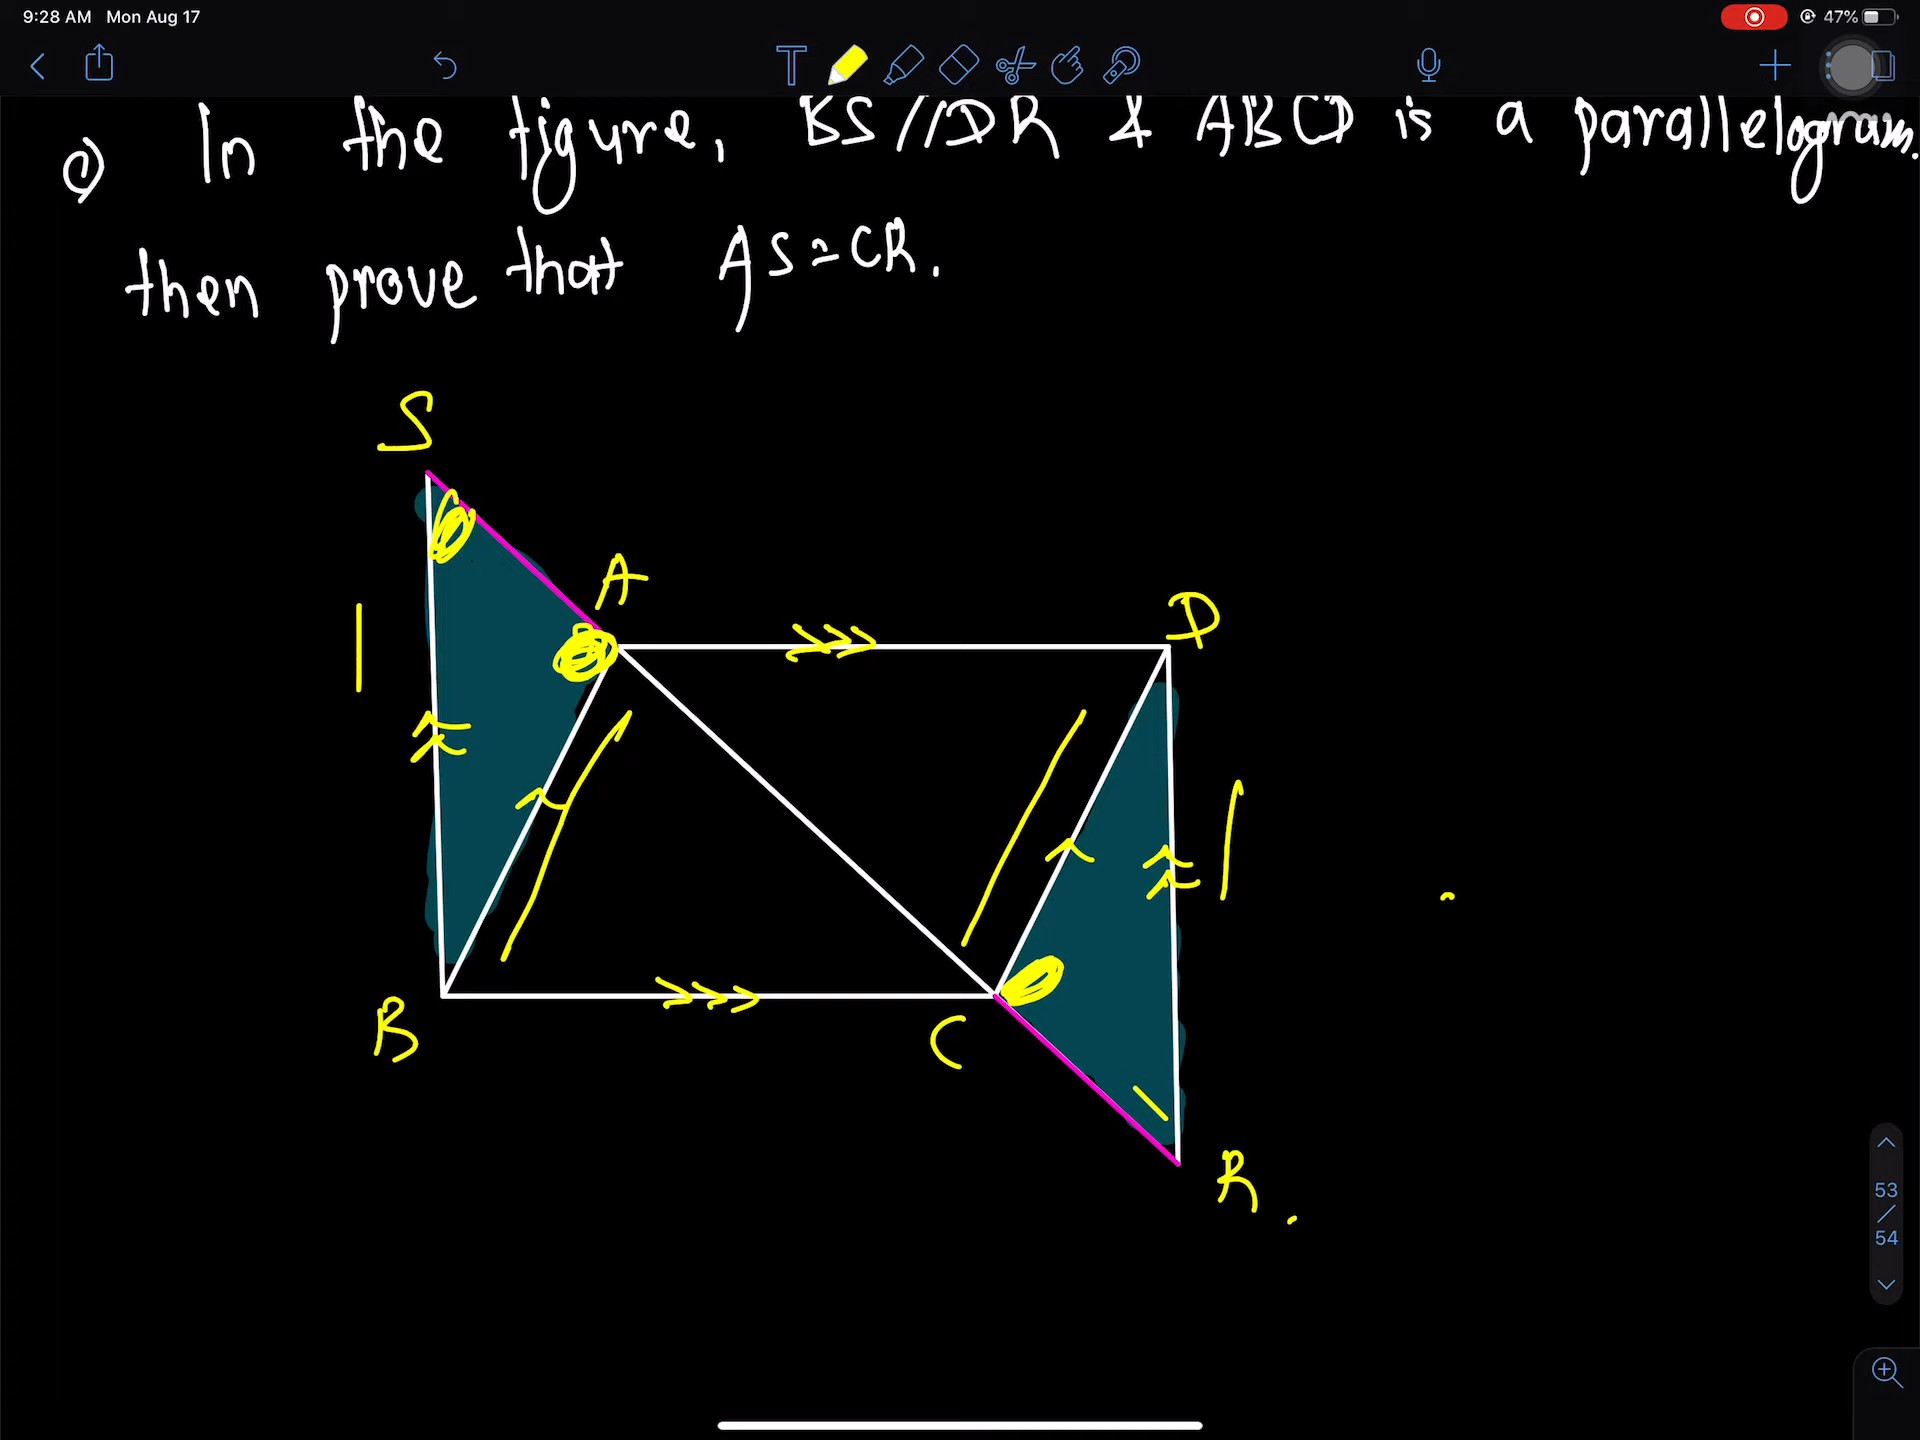 9:28 AM Mon Aug 17
47%
In the figure, BS//DR & ABCD is a parallelogram.
then prove that AS=CR.
S
A
D
B
C
R.
53
/
54